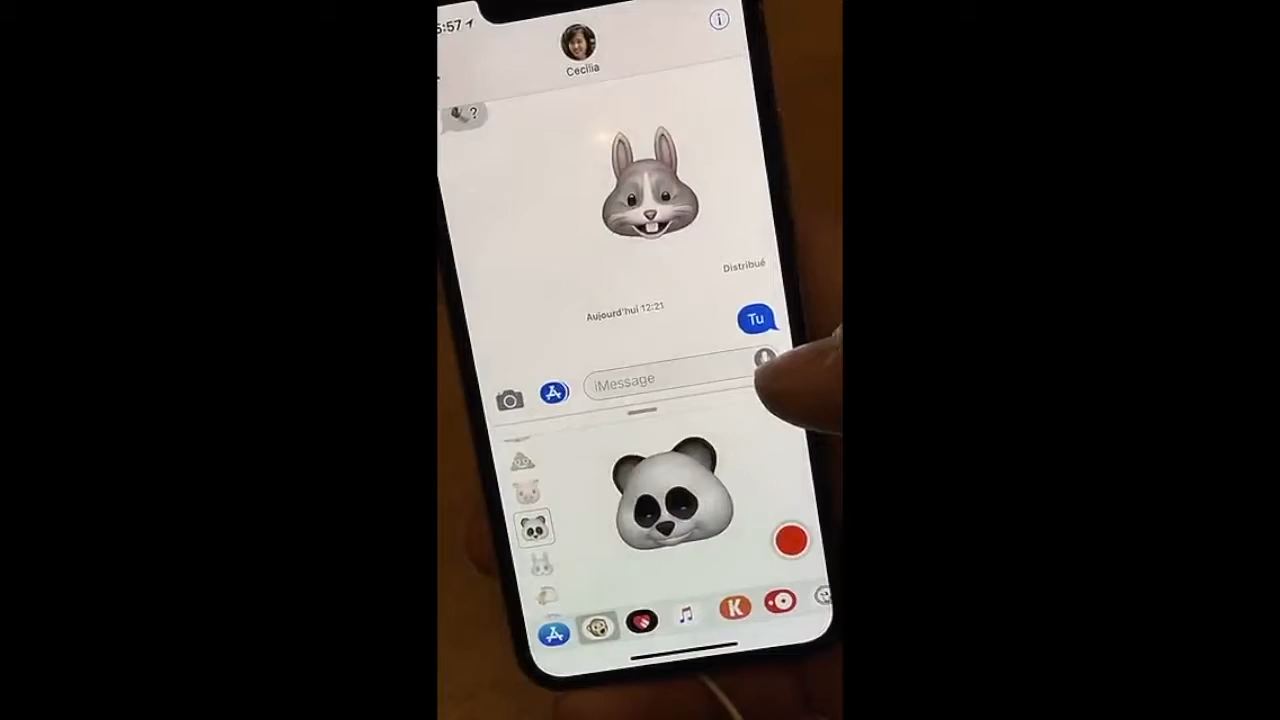 5:57
Cecilia
?
Distribué
Aujourd'hui 12:21
Tu
iMessage
K